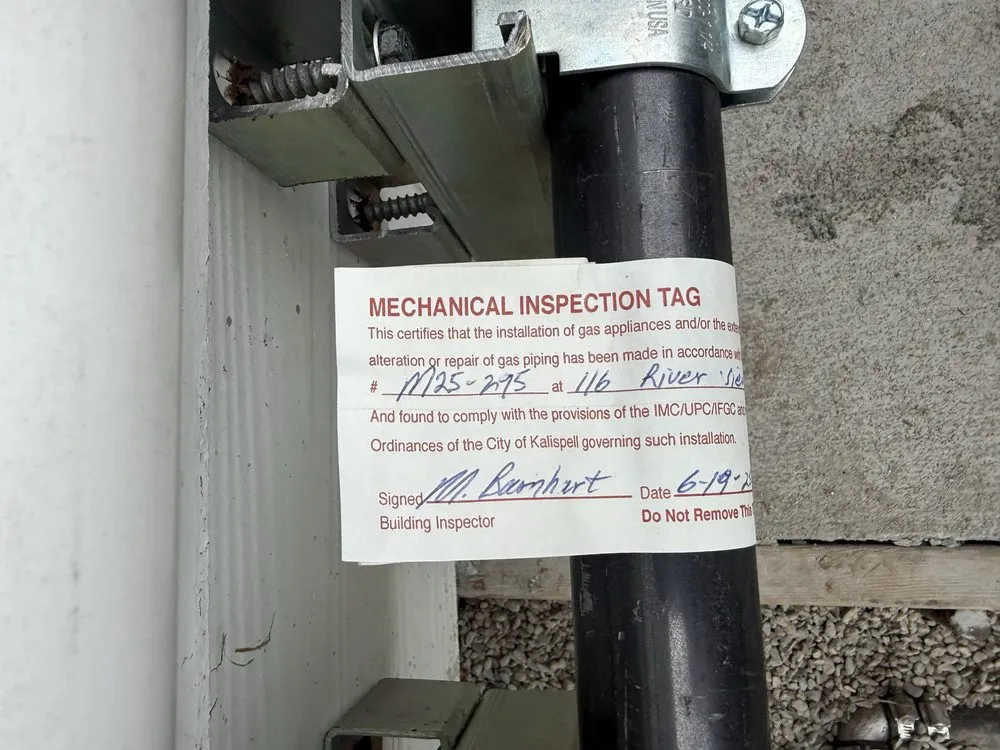 N USA
MECHANICAL INSPECTION TAG
This certifies that the installation of gas appliances and/or the
alteration or repair of gas piping has been made in accordance
# M25-295 at 116 River
And found to comply with the provisions of the IMC/UPC/IFGC
Ordinances of the City of Kalispell governing such installation.
Signed M. Barnhart Date 6-19-
Building Inspector Do Not Remove This